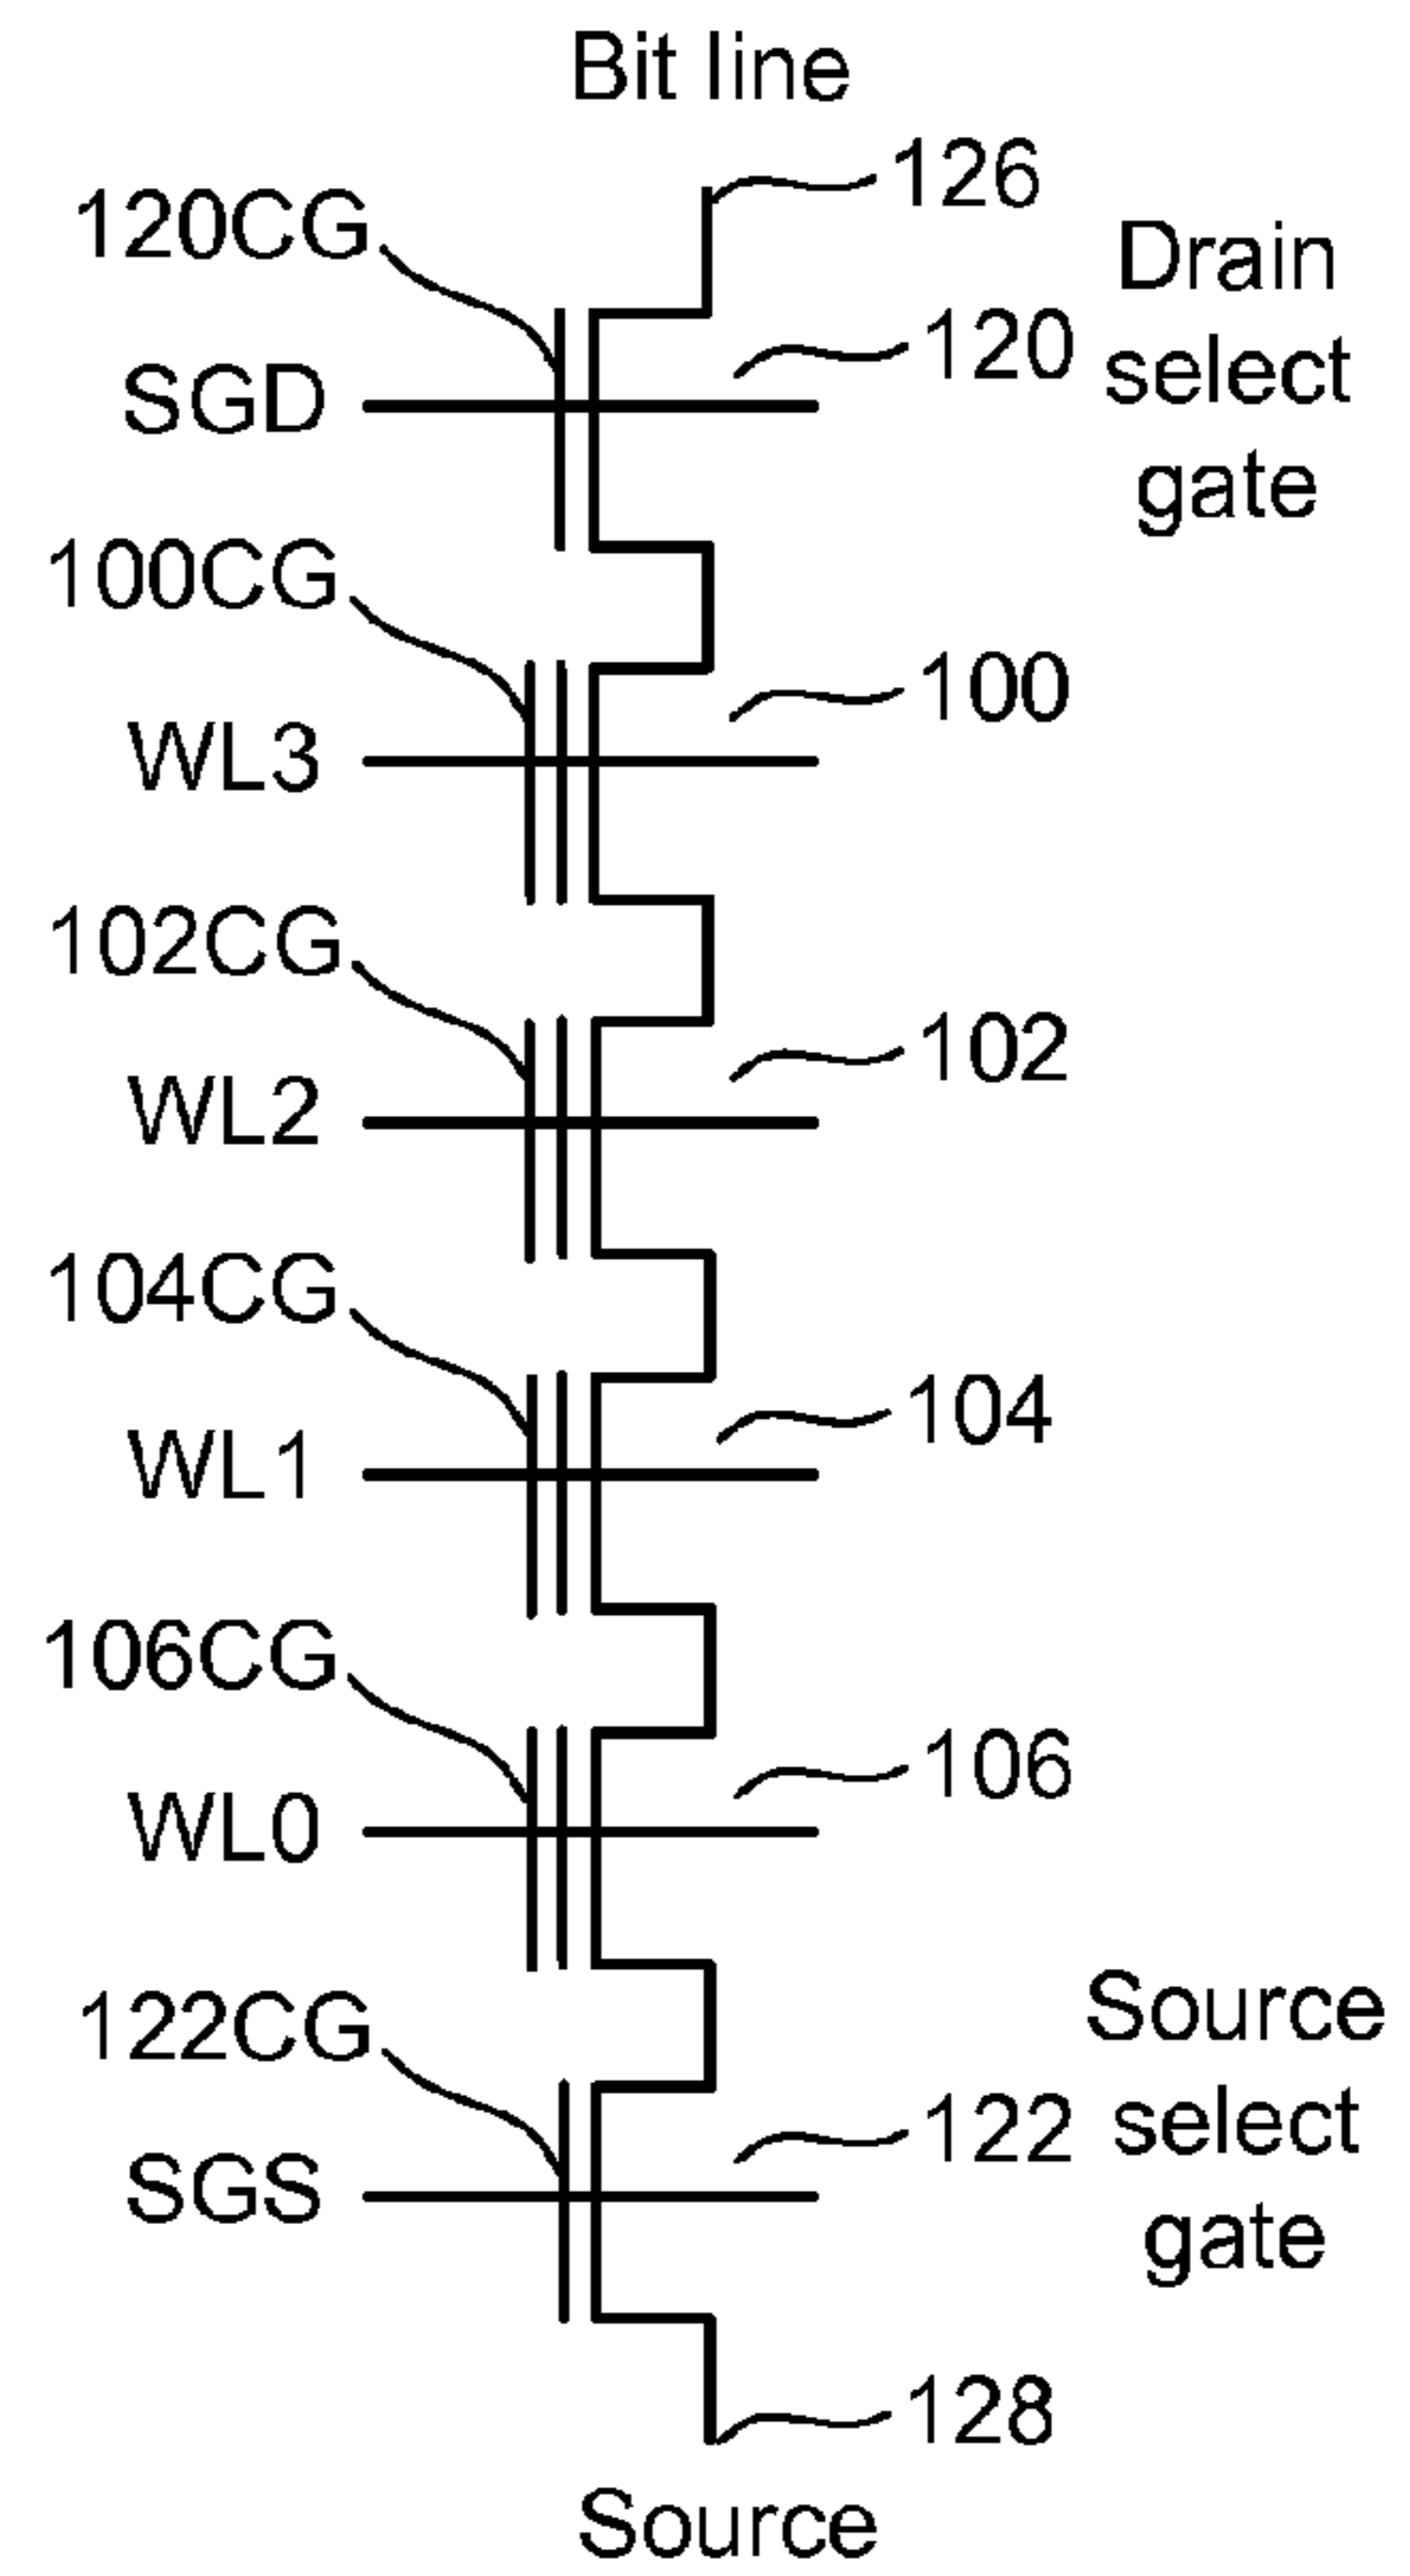 Bit line
126
120CG
Drain
select
gate
120
SGD
100CG
100
WL3
102CG
102
WL2
104CG
104
WL1
106CG
106
WL0
122CG
Source
select
gate
122
SGS
128
Source